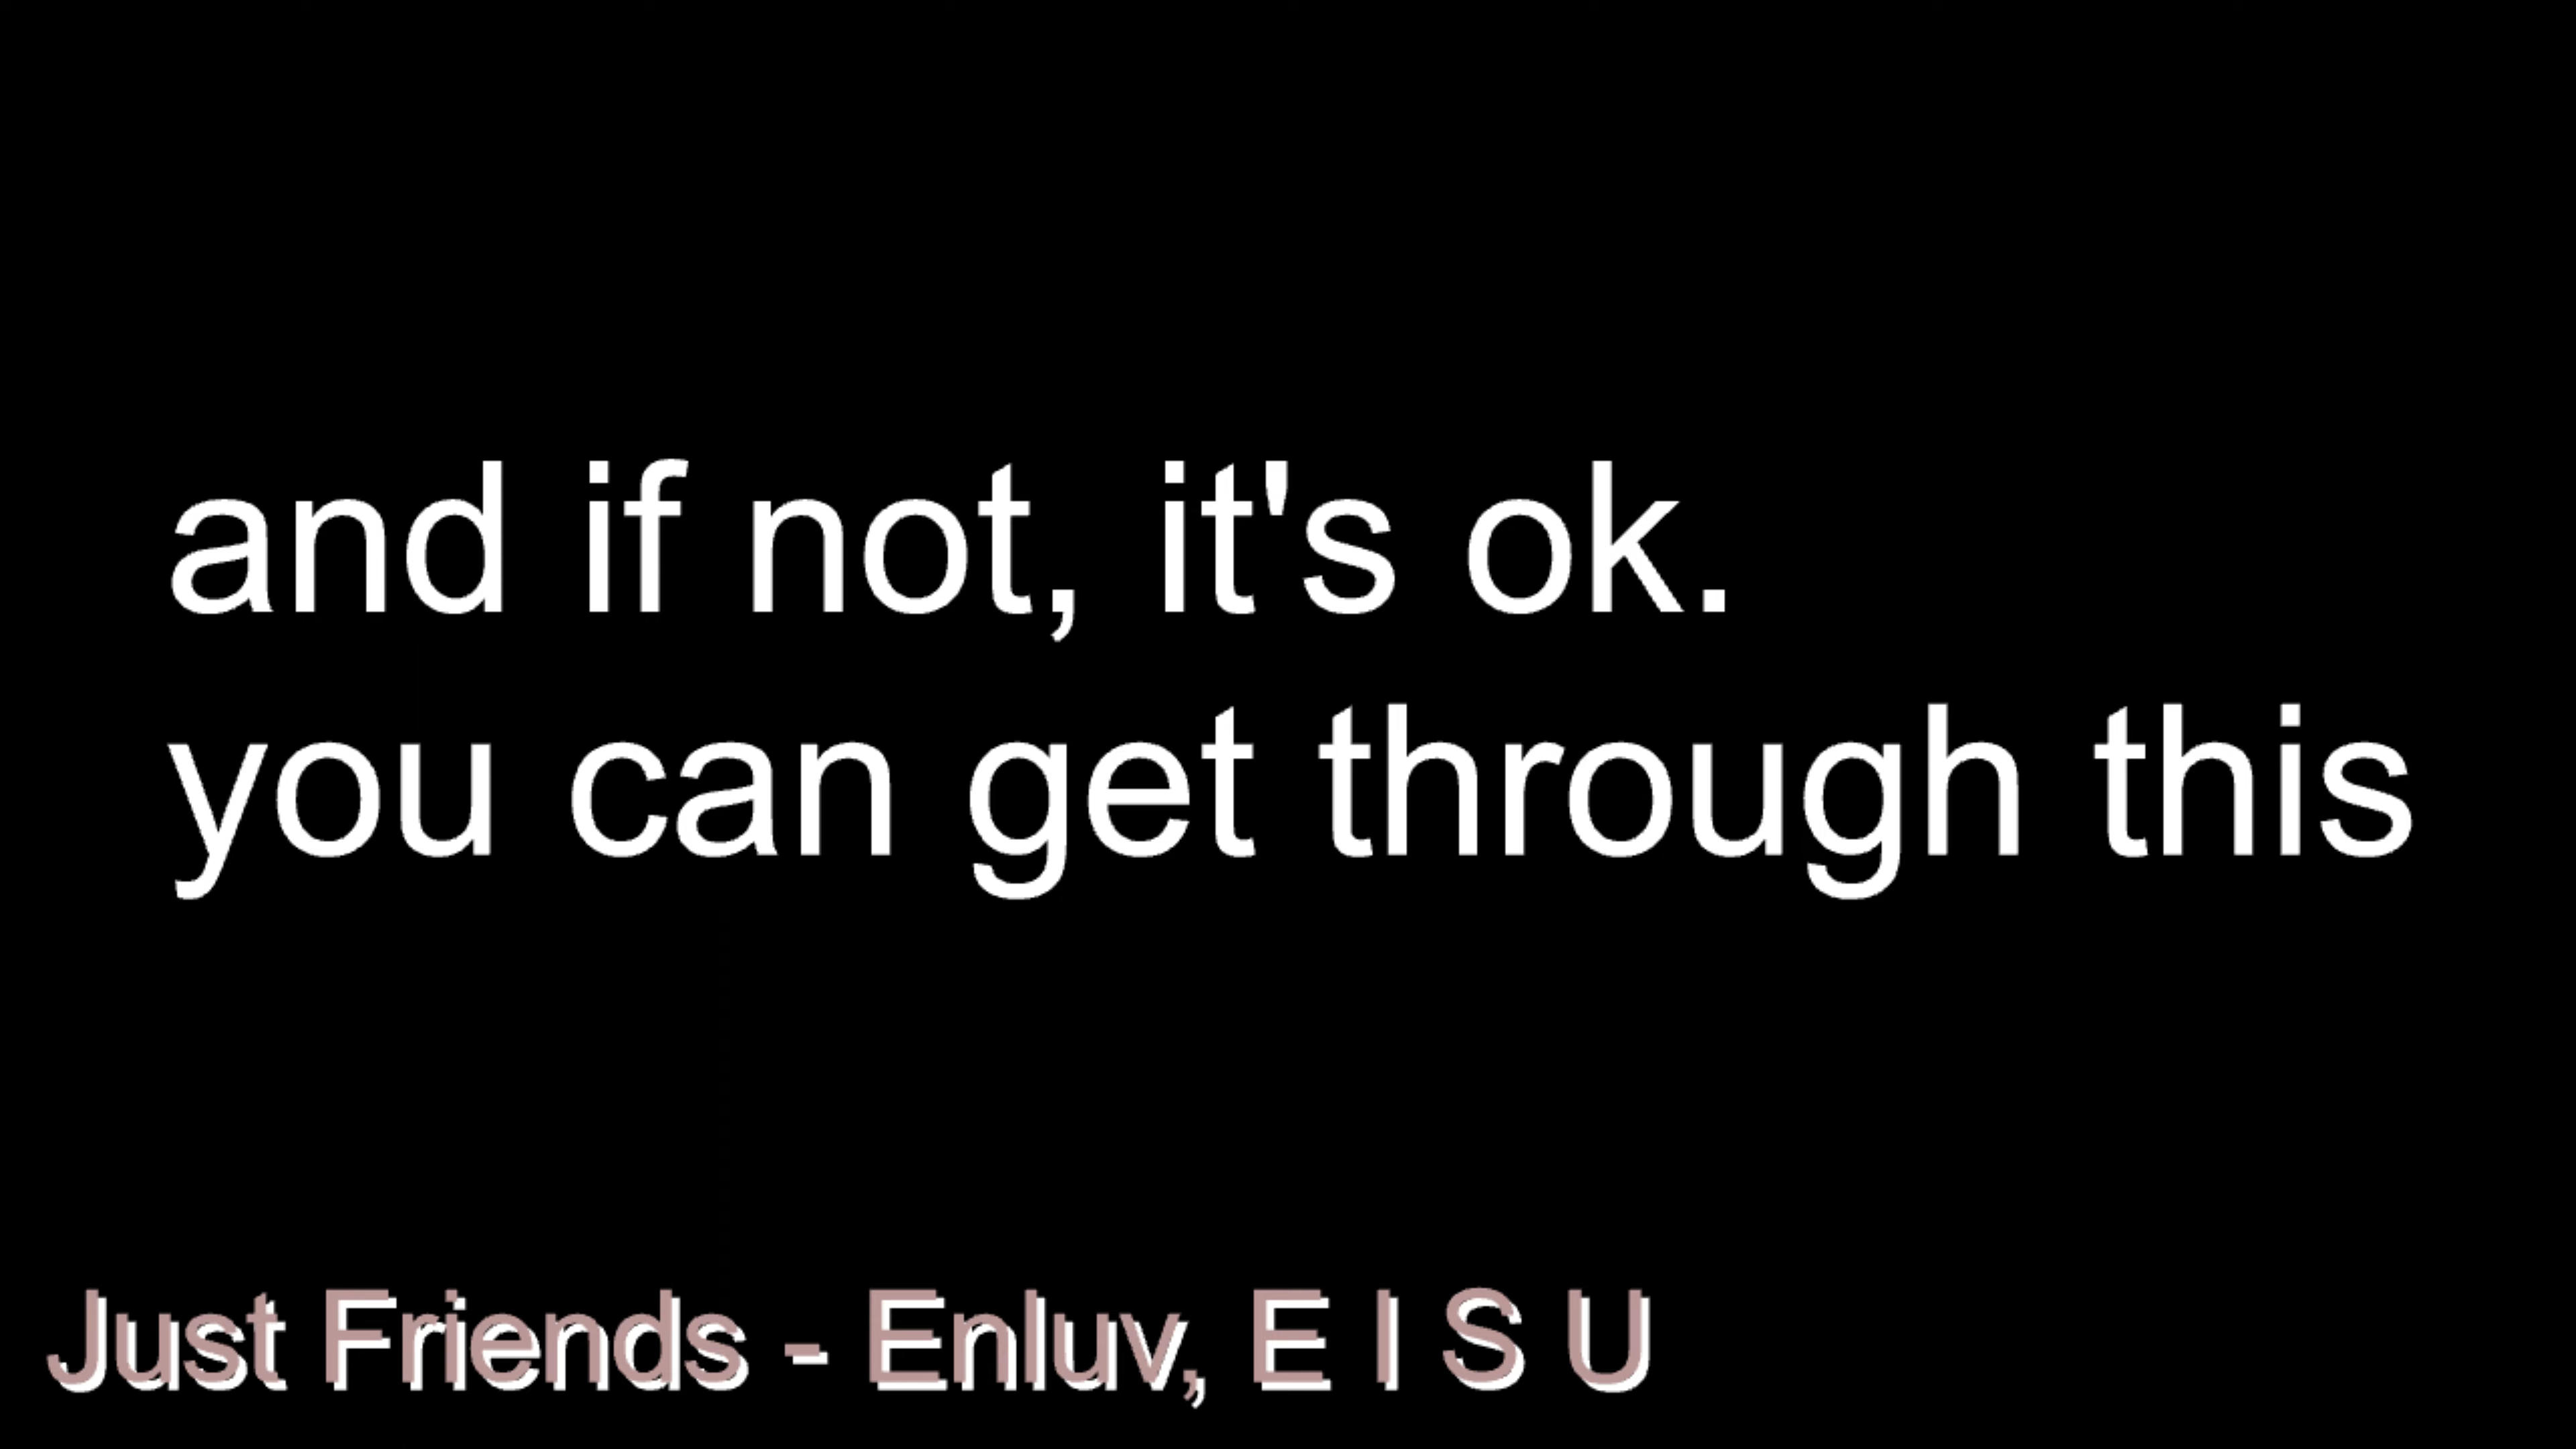 and if not, it's ok.
you can get through this
Just Friends - Enluv, E I S U